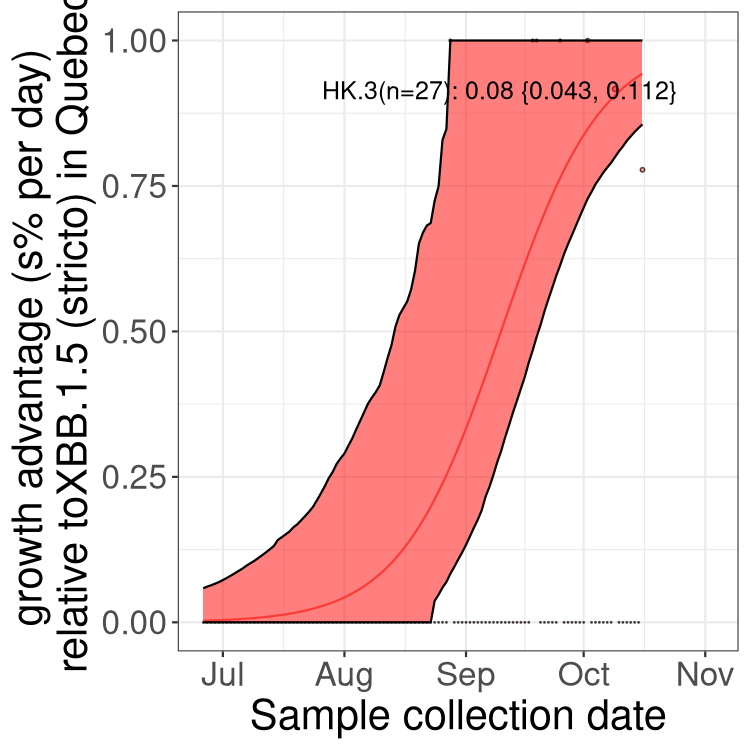 growth advantage (s% per day)
relative toXBB.1.5 (stricto) in Quebec
1.00
0.75
0.50
0.25
0.00
HK.3(n=27): 0.08 {0.043, 0.112}
Jul Aug Sep Oct Nov
Sample collection date